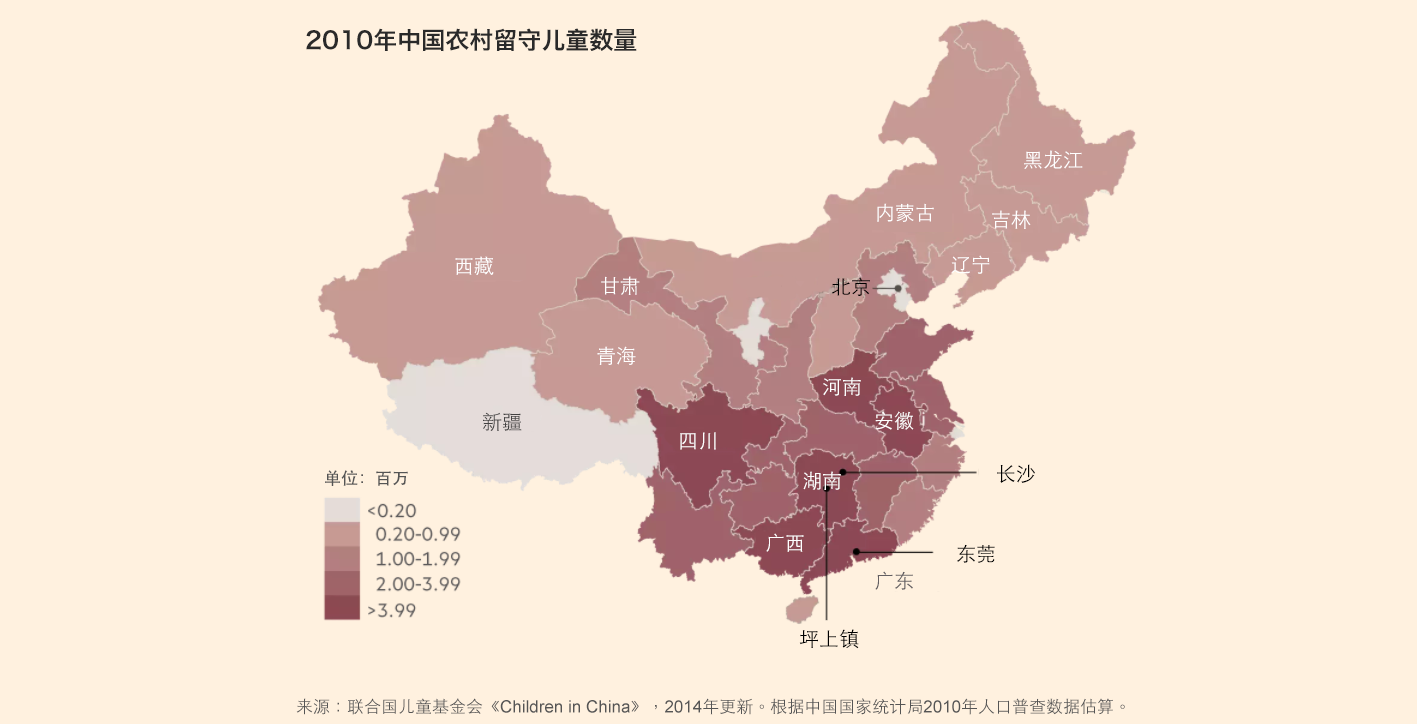 2010年中国农村留守儿童数量
黑龙江
内蒙古
吉林
西藏
辽宁
甘肃
北京
青海
河南
新疆
安徽
四川
单位：百万
湖南
长沙
<0.20
0.20-0.99
广西
东莞
1.00-1.99
广东
2.00-3.99
>3.99
坪上镇
来源：联合国儿童基金会《Children in China》，2014年更新。根据中国国家统计局2010年人口普查数据估算。